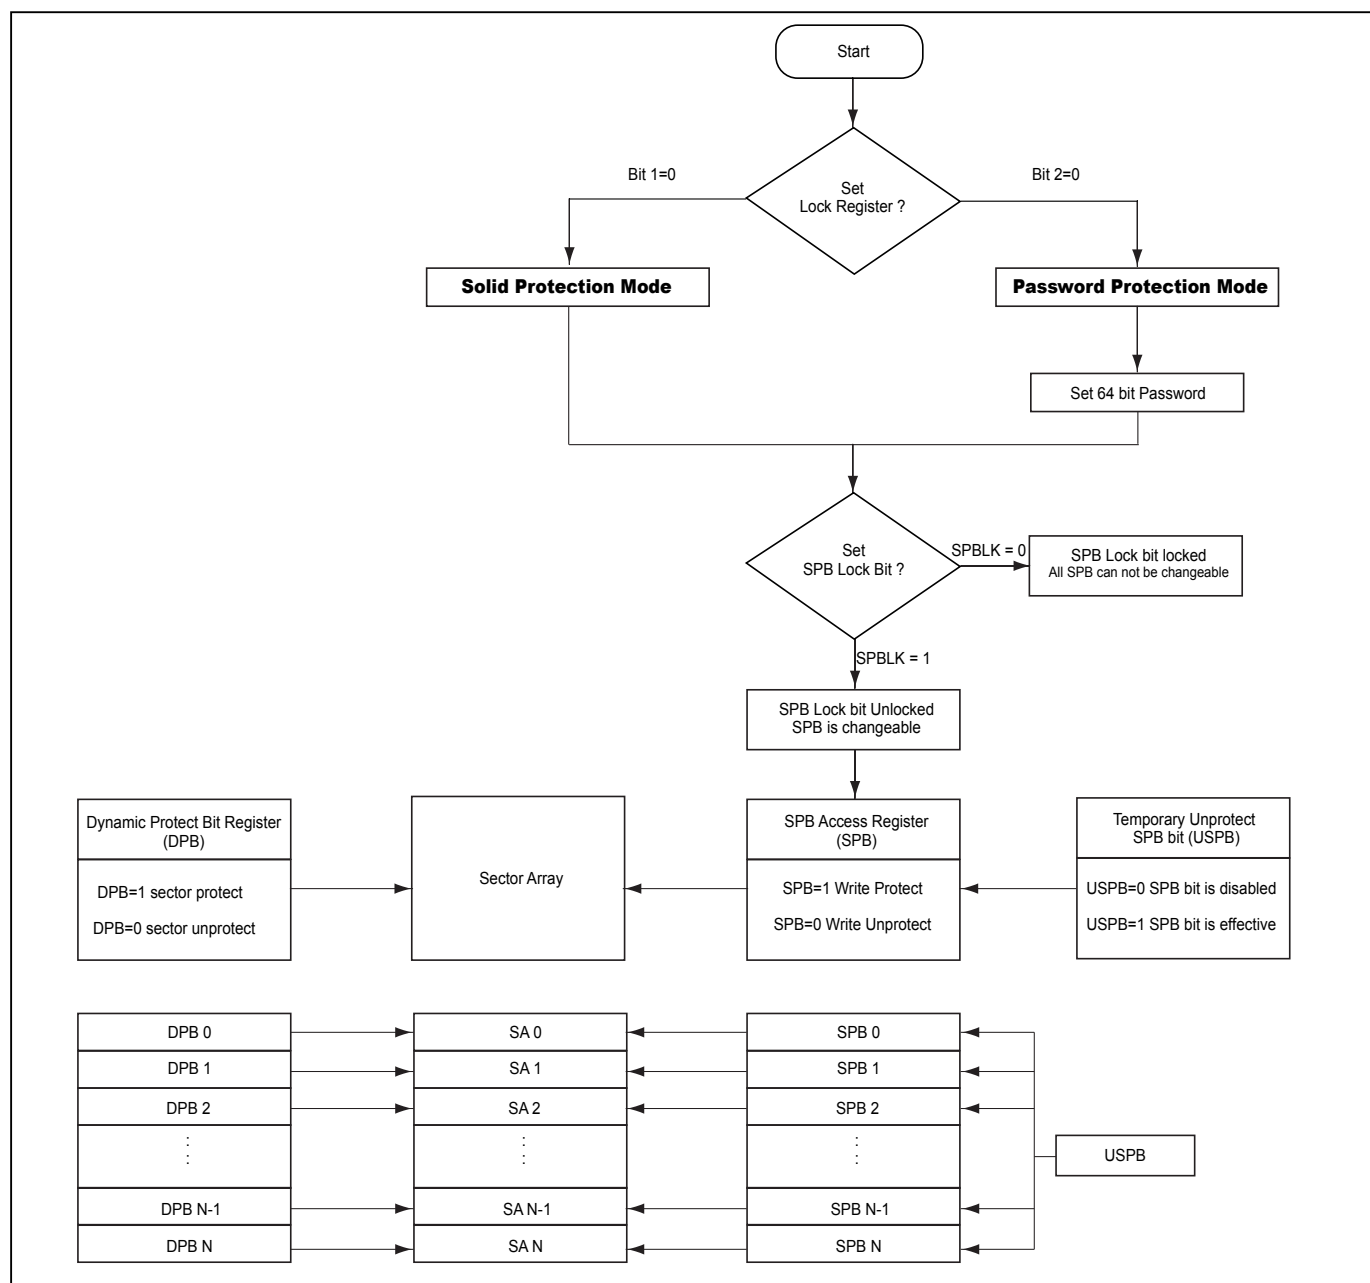 Start
Bit 1=0
Set
Lock Register ?
Bit 2=0
Solid Protection Mode
Password Protection Mode
Set 64 bit Password
Set
SPB Lock Bit ?
SPBLK = 0
SPB Lock bit locked
All SPB can not be changeable
SPBLK = 1
SPB Lock bit Unlocked
SPB is changeable
Dynamic Protect Bit Register
(DPB)
DPB=1 sector protect
DPB=0 sector unprotect
Sector Array
SPB Access Register
(SPB)
SPB=1 Write Protect
SPB=0 Write Unprotect
Temporary Unprotect
SPB bit (USPB)
USPB=0 SPB bit is disabled
USPB=1 SPB bit is effective
DPB 0
SA 0
SPB 0
DPB 1
SA 1
SPB 1
DPB 2
SA 2
SPB 2
USPB
DPB N-1
SA N-1
SPB N-1
DPB N
SA N
SPB N